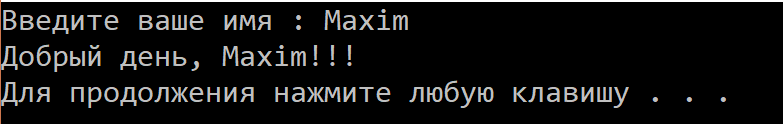 Введите ваше имя : Maxim
Добрый день, Maxim!!!
Для продолжения нажмите любую клавишу . . .